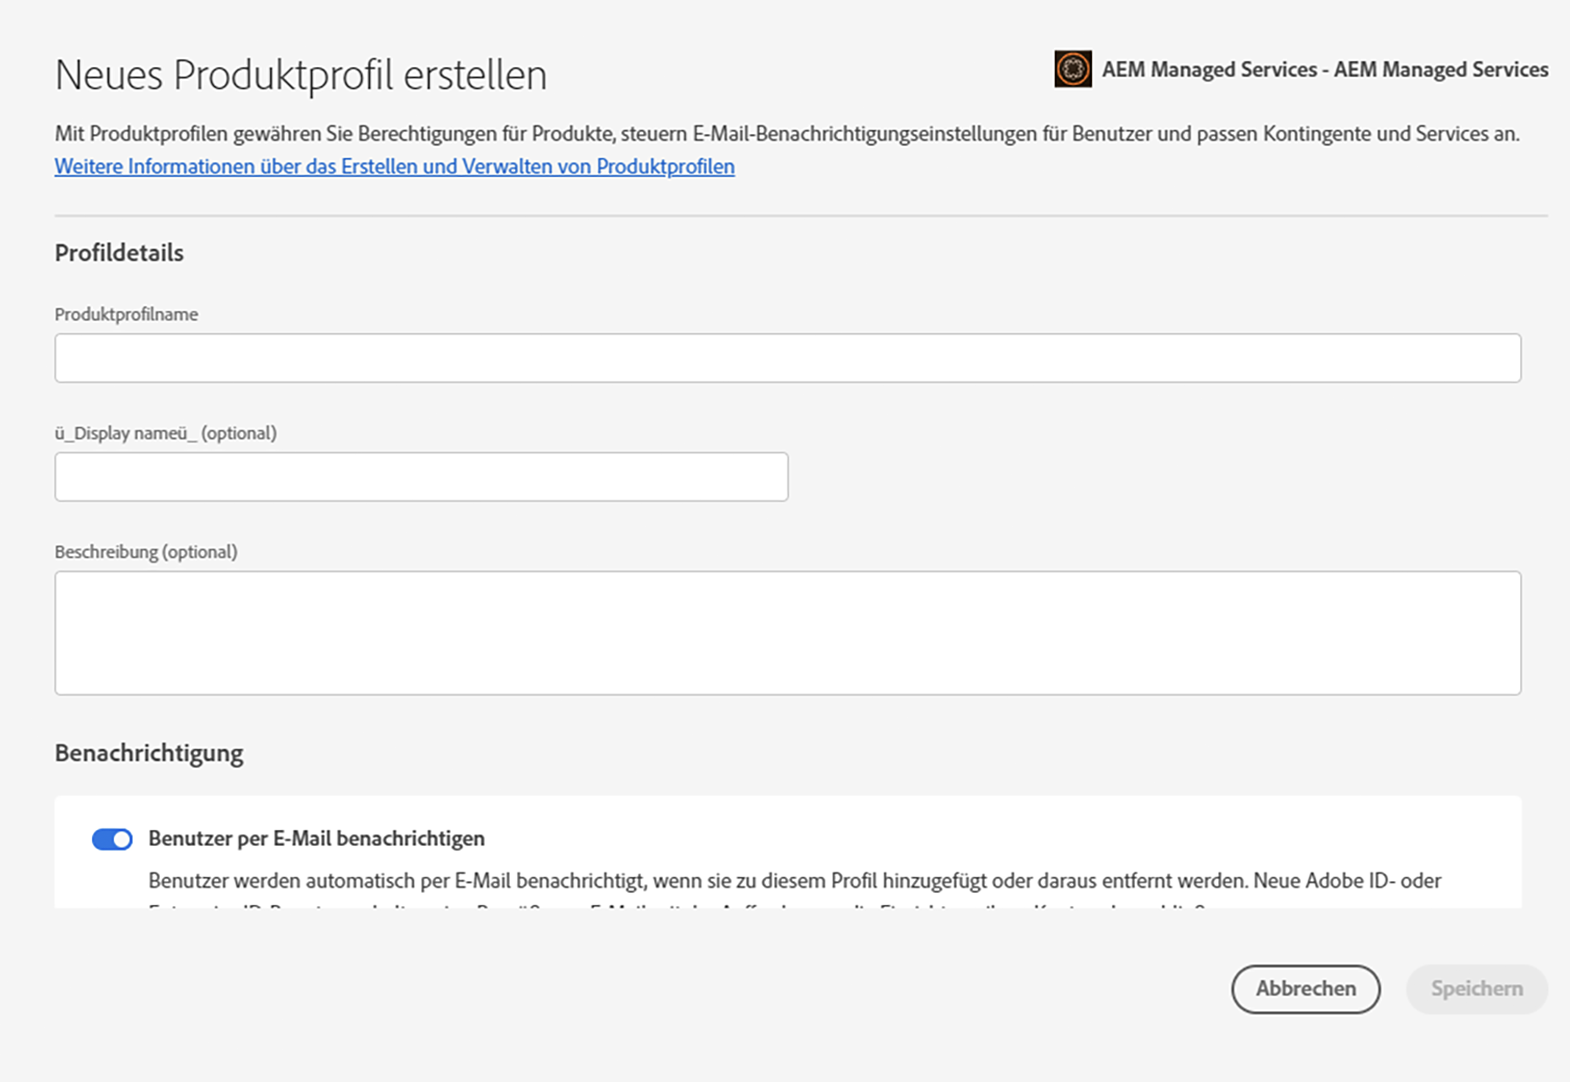 Neues Produktprofil erstellen
AEM Managed Services - AEM Managed Services
Mit Produktprofilen gewähren Sie Berechtigungen für Produkte, steuern E-Mail-Benachrichtigungseinstellungen für Benutzer und passen Kontingente und Services an.
Weitere Informationen über das Erstellen und Verwalten von Produktprofilen
Profildetails
Produktprofilname
ü_Display nameü_ (optional)
Beschreibung (optional)
Benachrichtigung
Benutzer per E-Mail benachrichtigen
Benutzer werden automatisch per E-Mail benachrichtigt, wenn sie zu diesem Profil hinzugefügt oder daraus entfernt werden. Neue Adobe ID- oder
Abbrechen
Speichern